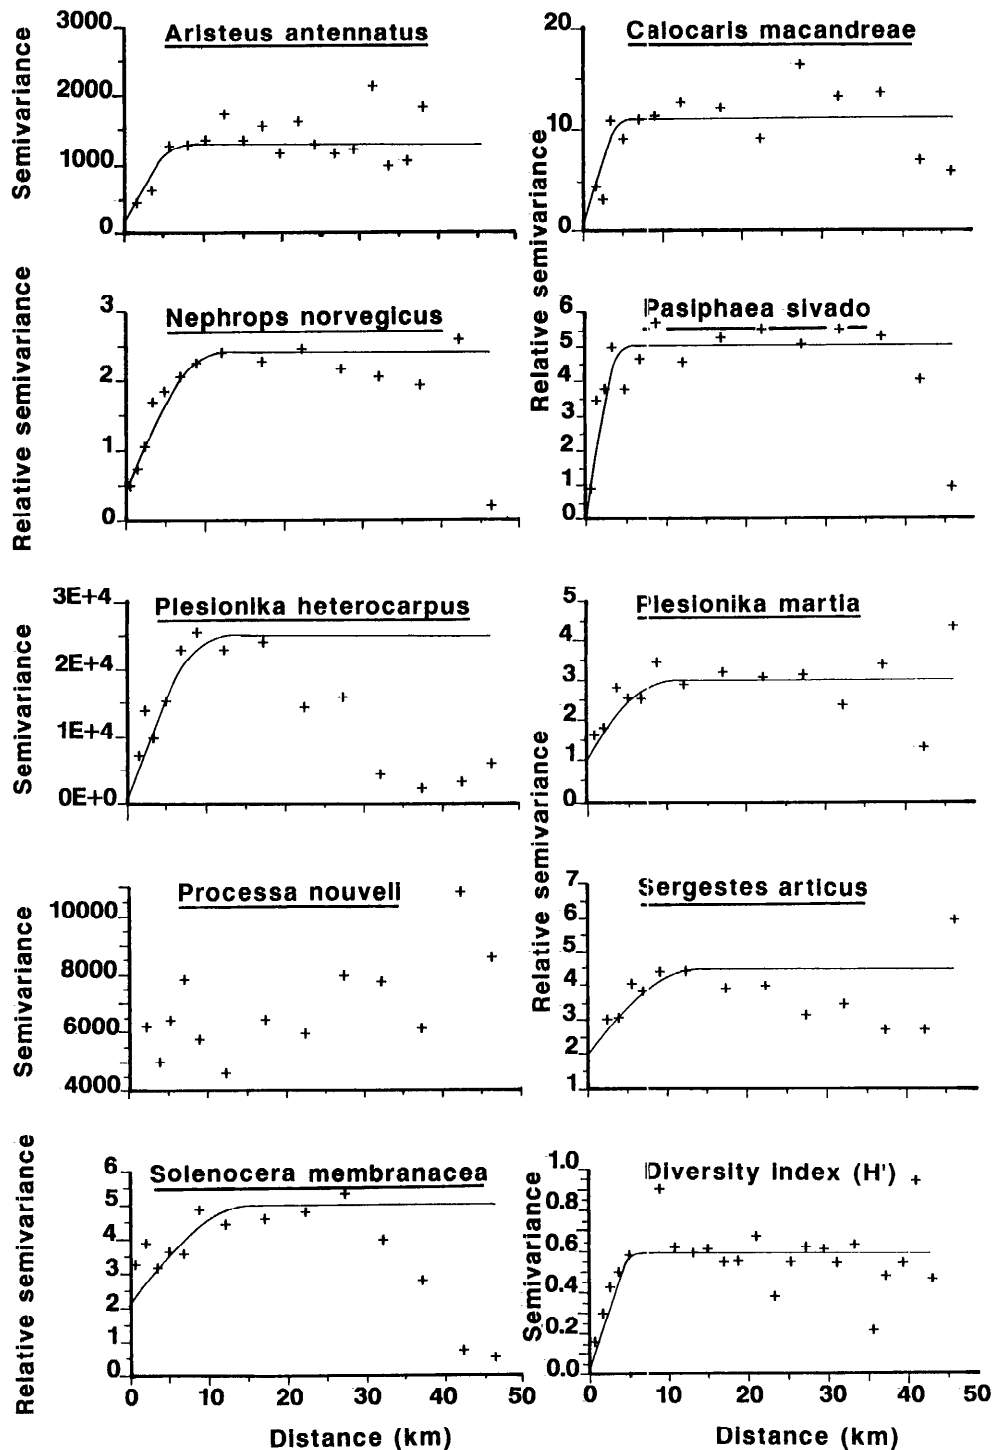 Aristeus antennatus
Semivariance
3000
2000
1000
0
Calocaris macandreae
Relative semivariance
20
10
0
Nephrops norvegicus
Relative semivariance
3
2
1
0
Pasiphaea sivado
6
5
4
3
2
1
0
Plesionika heterocarpus
Semivariance
3E+4
2E+4
1E+4
0E+0
Plesionika martia
Relative semivariance
5
4
3
2
1
0
Processa nouveli
Semivariance
10000
8000
6000
4000
Sergestes articus
7
6
5
4
3
2
1
Solenocera membranacea
Relative semivariance
6
5
4
3
2
1
0
0 10 20 30 40 50
Distance (km)
Diversity Index (H')
Semivariance
1.0
0.8
0.6
0.4
0.2
0.0
0 10 20 30 40 50
Distance (km)